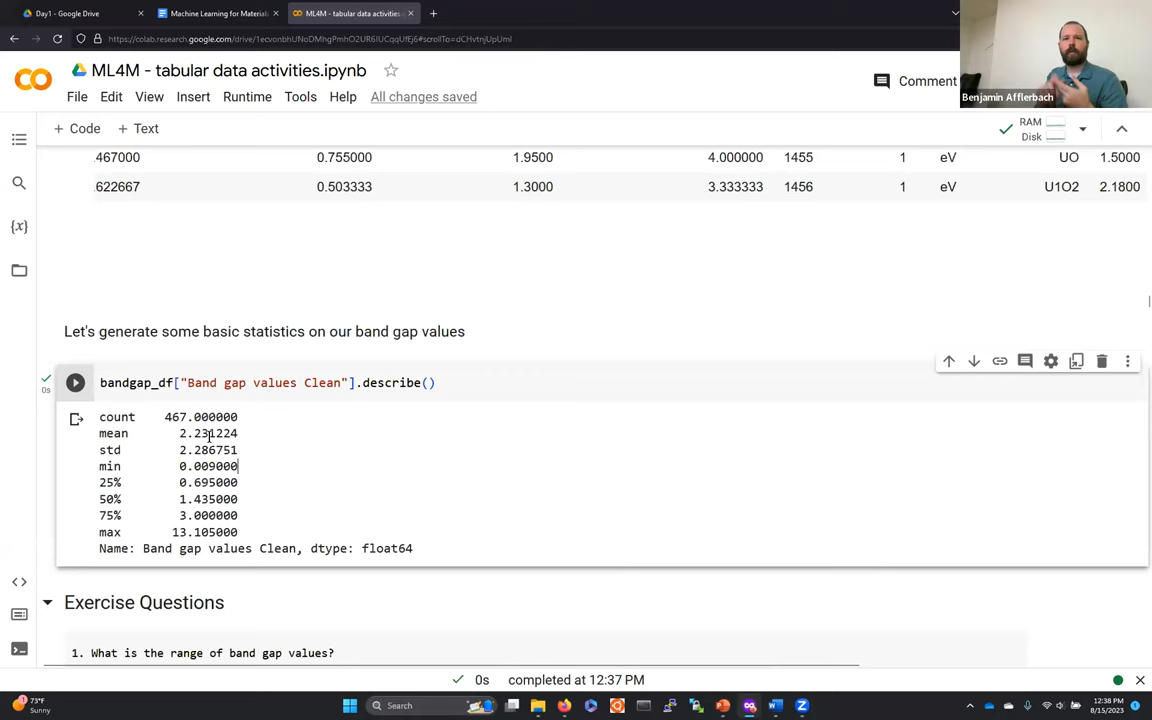 Day1 - Google Drive
Machine Learning for Materials
ML4M - tabular data activities
https://colab.research.google.com/drive/1ecvonbhUNoDMhgPmhO2UR6IUCqqUfEj6#scrollTo=dCHvtnjUpUmI
ML4M - tabular data activities.ipynb
File Edit View Insert Runtime Tools Help All changes saved
Comment
Benjamin Afflerbach
+ Code + Text
RAM
Disk
.467000 0.755000 1.9500 4.000000 1455 1 eV UO 1.5000
.622667 0.503333 1.3000 3.333333 1456 1 eV U1O2 2.1800
Let's generate some basic statistics on our band gap values
0s
bandgap_df["Band gap values Clean"].describe()
count 467.000000
mean 2.231224
std 2.286751
min 0.009000
25% 0.695000
50% 1.435000
75% 3.000000
max 13.105000
Name: Band gap values Clean, dtype: float64
Exercise Questions
1. What is the range of band gap values?
0s completed at 12:37 PM
73°F
Sunny
Search
12:38 PM
8/15/2023